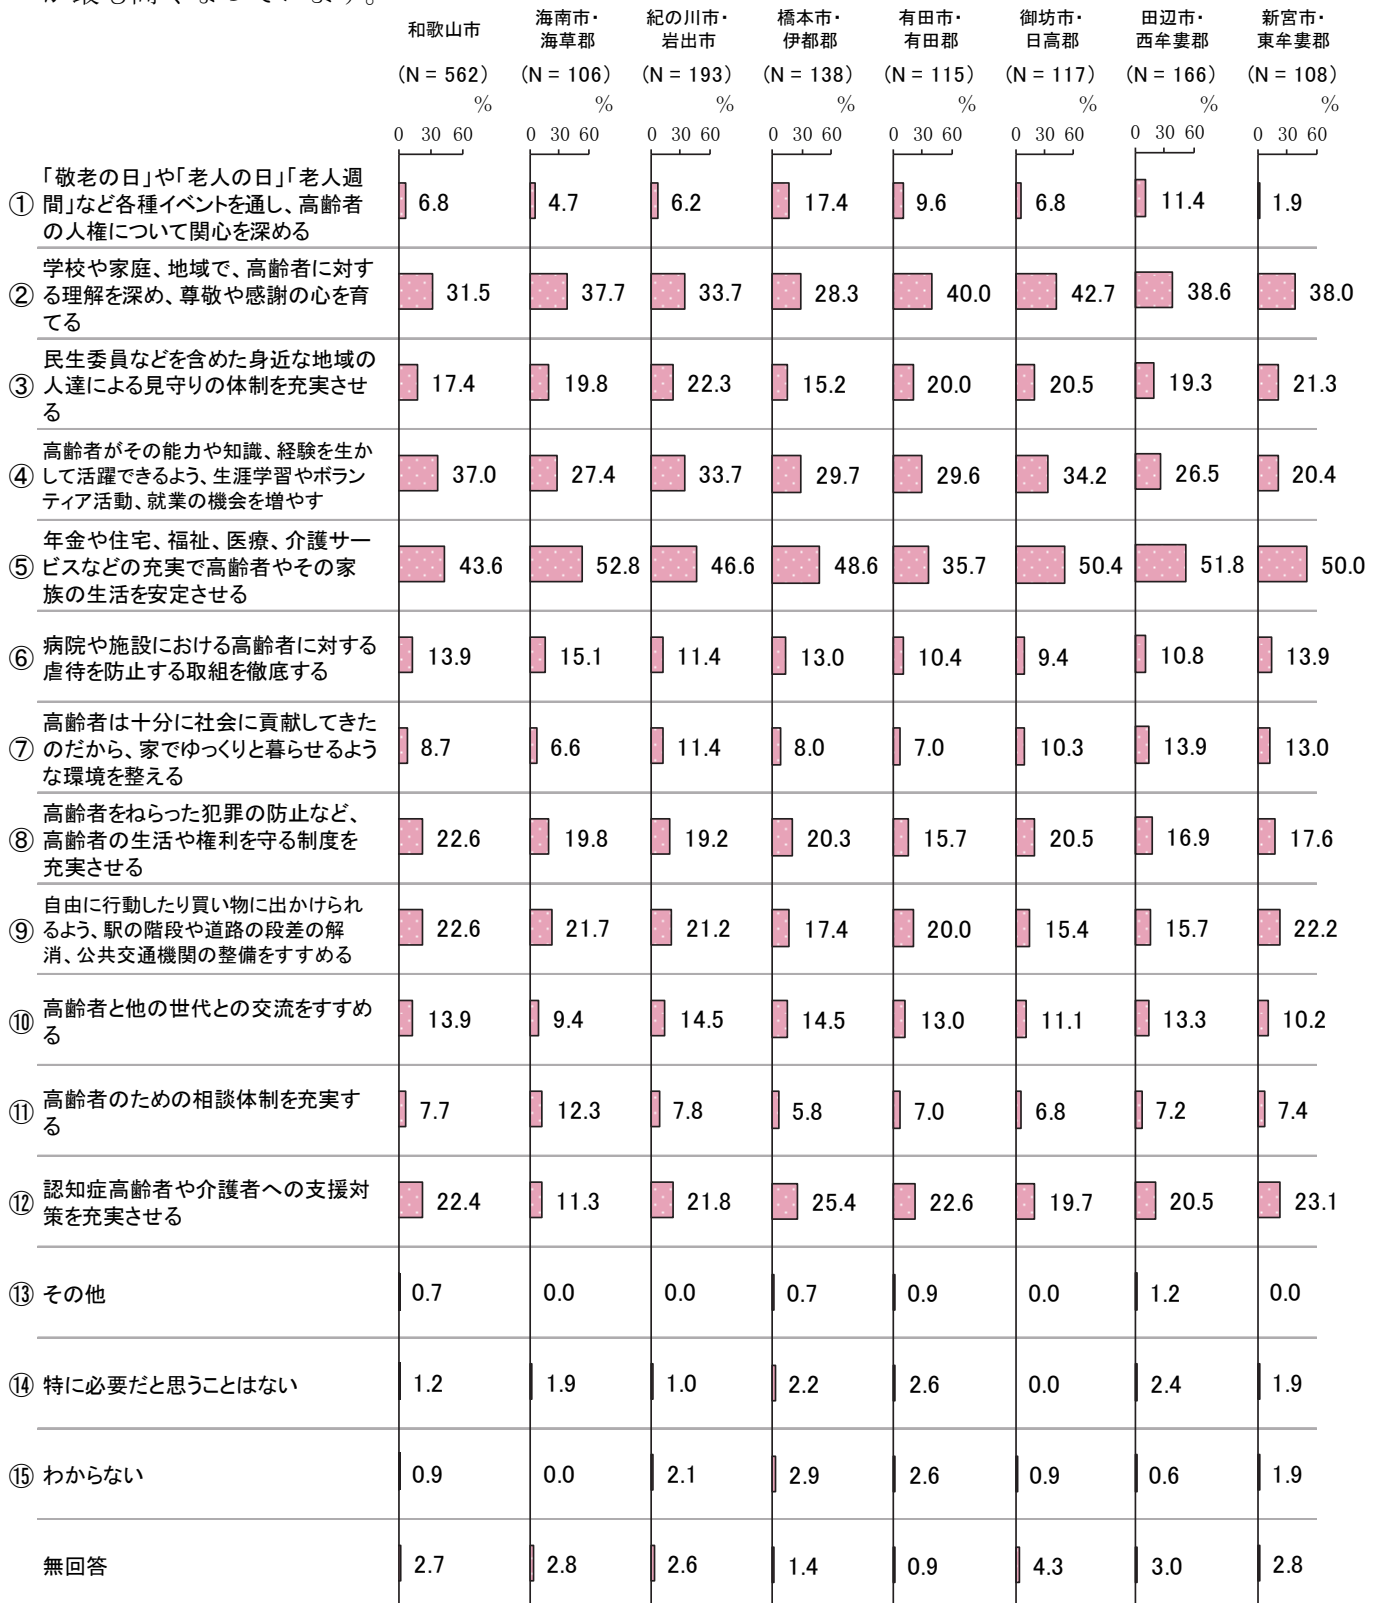 が最も高くなっています。
和歌山市
海南市・
海草郡
紀の川市・
岩出市
橋本市・
伊都郡
有田市・
有田郡
御坊市・
日高郡
田辺市・
西牟婁郡
新宮市・
東牟婁郡
(N = 562) (N = 106) (N = 193) (N = 138) (N = 115) (N = 117) (N = 166) (N = 108)
% % % % % % % %
0 30 60 0 30 60 0 30 60 0 30 60 0 30 60 0 30 60 0 30 60 0 30 60
① 「敬老の日」や「老人の日」「老人週
間」など各種イベントを通し、高齢者
の人権について関心を深める
6.8 4.7 6.2 17.4 9.6 6.8 11.4 1.9
② 学校や家庭、地域で、高齢者に対す
る理解を深め、尊敬や感謝の心を育
てる
31.5 37.7 33.7 28.3 40.0 42.7 38.6 38.0
③ 民生委員などを含めた身近な地域の
人達による見守りの体制を充実させ
る
17.4 19.8 22.3 15.2 20.0 20.5 19.3 21.3
④ 高齢者がその能力や知識、経験を生か
して活躍できるよう、生涯学習やボラン
ティア活動、就業の機会を増やす
37.0 27.4 33.7 29.7 29.6 34.2 26.5 20.4
⑤ 年金や住宅、福祉、医療、介護サー
ビスなどの充実で高齢者やその家
族の生活を安定させる
43.6 52.8 46.6 48.6 35.7 50.4 51.8 50.0
⑥ 病院や施設における高齢者に対する
虐待を防止する取組を徹底する
13.9 15.1 11.4 13.0 10.4 9.4 10.8 13.9
⑦ 高齢者は十分に社会に貢献してきた
のだから、家でゆっくりと暮らせるよう
な環境を整える
8.7 6.6 11.4 8.0 7.0 10.3 13.9 13.0
⑧ 高齢者をねらった犯罪の防止など、
高齢者の生活や権利を守る制度を
充実させる
22.6 19.8 19.2 20.3 15.7 20.5 16.9 17.6
⑨ 自由に行動したり買い物に出かけられ
るよう、駅の階段や道路の段差の解
消、公共交通機関の整備をすすめる
22.6 21.7 21.2 17.4 20.0 15.4 15.7 22.2
⑩ 高齢者と他の世代との交流をすすめ
る
13.9 9.4 14.5 14.5 13.0 11.1 13.3 10.2
⑪ 高齢者のための相談体制を充実す
る
7.7 12.3 7.8 5.8 7.0 6.8 7.2 7.4
⑫ 認知症高齢者や介護者への支援対
策を充実させる
22.4 11.3 21.8 25.4 22.6 19.7 20.5 23.1
⑬ その他
0.7 0.0 0.0 0.7 0.9 0.0 1.2 0.0
⑭ 特に必要だと思うことはない
1.2 1.9 1.0 2.2 2.6 0.0 2.4 1.9
⑮ わからない
0.9 0.0 2.1 2.9 2.6 0.9 0.6 1.9
無回答
2.7 2.8 2.6 1.4 0.9 4.3 3.0 2.8